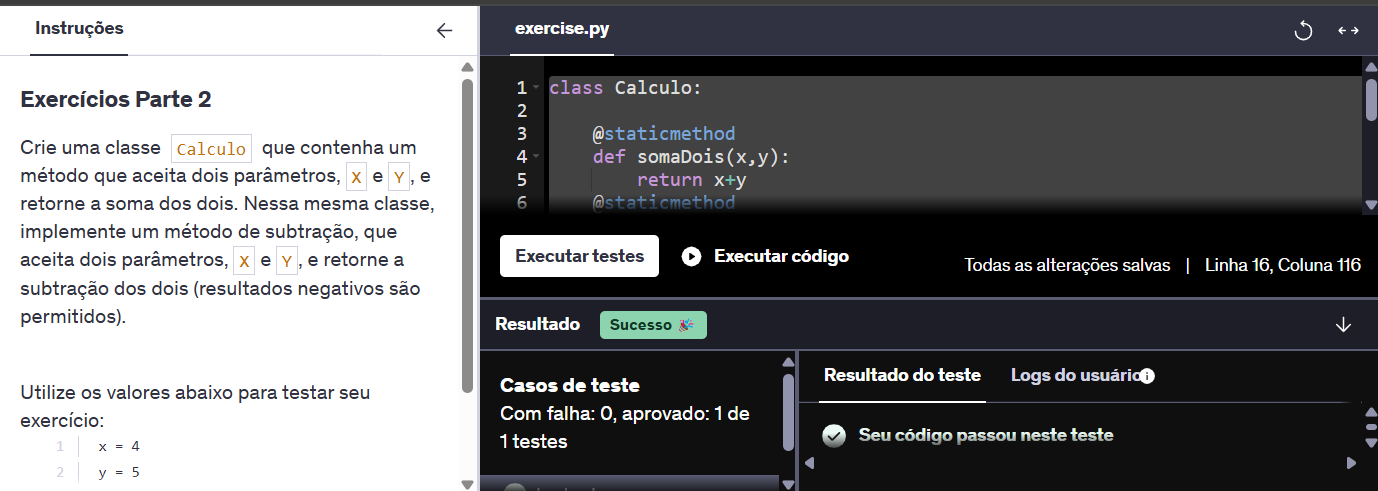 Instruções
Exercícios Parte 2
Crie uma classe Calculo que contenha um
método que aceita dois parâmetros, X e Y, e
retorne a soma dos dois. Nessa mesma classe,
implemente um método de subtração, que
aceita dois parâmetros, X e Y, e retorne a
subtração dos dois (resultados negativos são
permitidos).
Utilize os valores abaixo para testar seu
exercício:
1 x = 4
2 y = 5
exercise.py
1 class Calculo:
2
3 @staticmethod
4 def somaDois(x,y):
5 return x+y
6 @staticmethod
Executar testes
Executar código
Todas as alterações salvas | Linha 16, Coluna 116
Resultado Sucesso
Casos de teste
Com falha: 0, aprovado: 1 de
1 testes
Resultado do teste Logs do usuário
Seu código passou neste teste